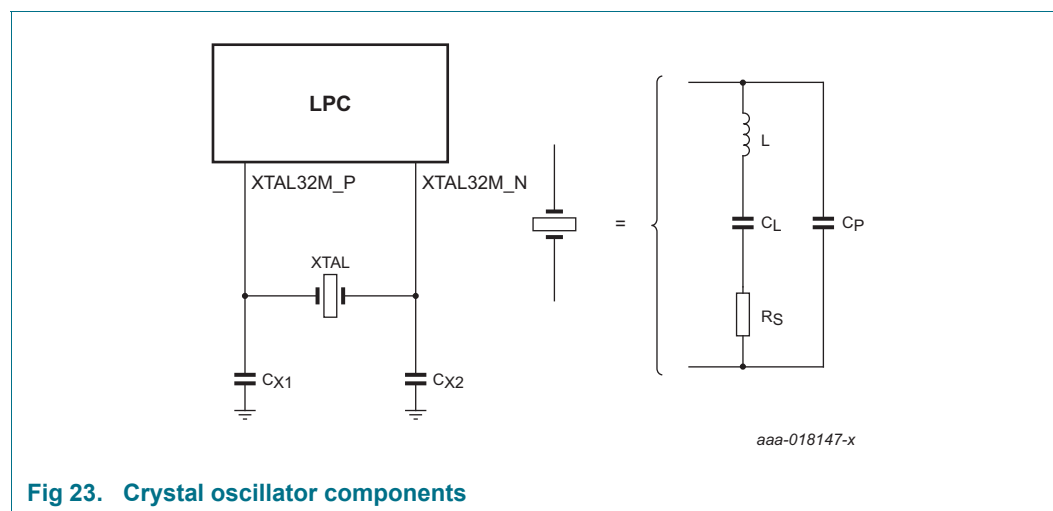 LPC
XTAL32M_P
XTAL32M_N
XTAL
CX1
CX2
=
L
CL
CP
RS
aaa-018147-x
Fig 23. Crystal oscillator components